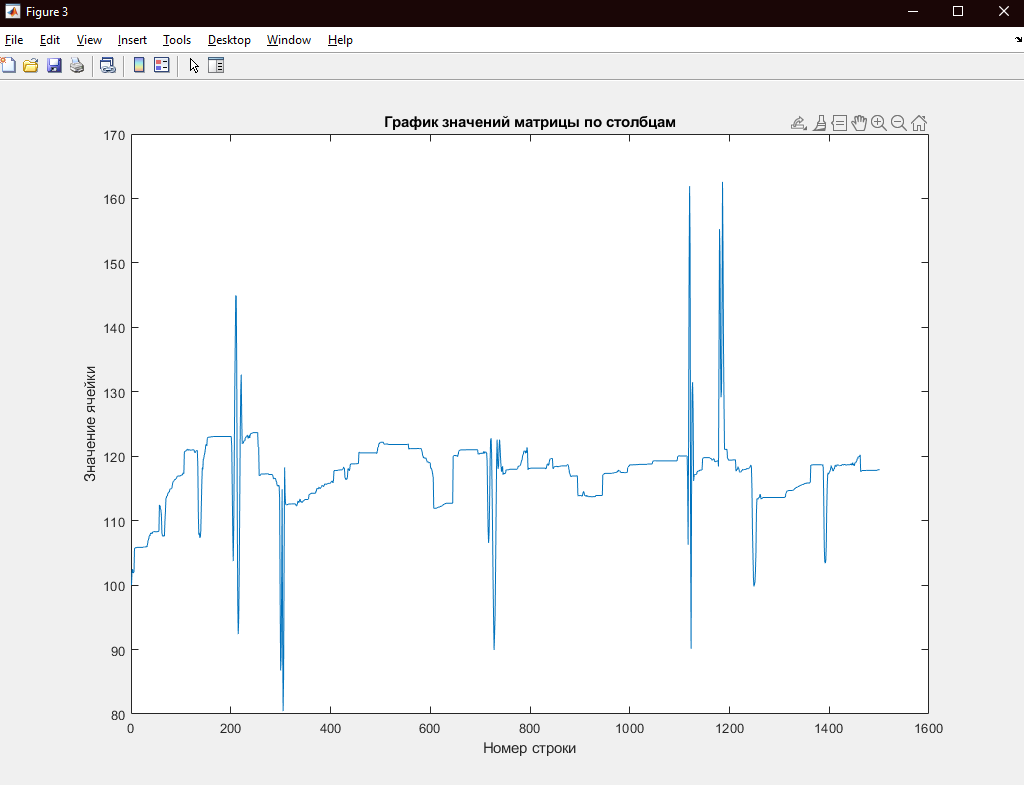 Figure 3
File Edit View Insert Tools Desktop Window Help
График значений матрицы по столбцам
170
160
150
140
130
120
110
100
90
80
Значение ячейки
0 200 400 600 800 1000 1200 1400 1600
Номер строки